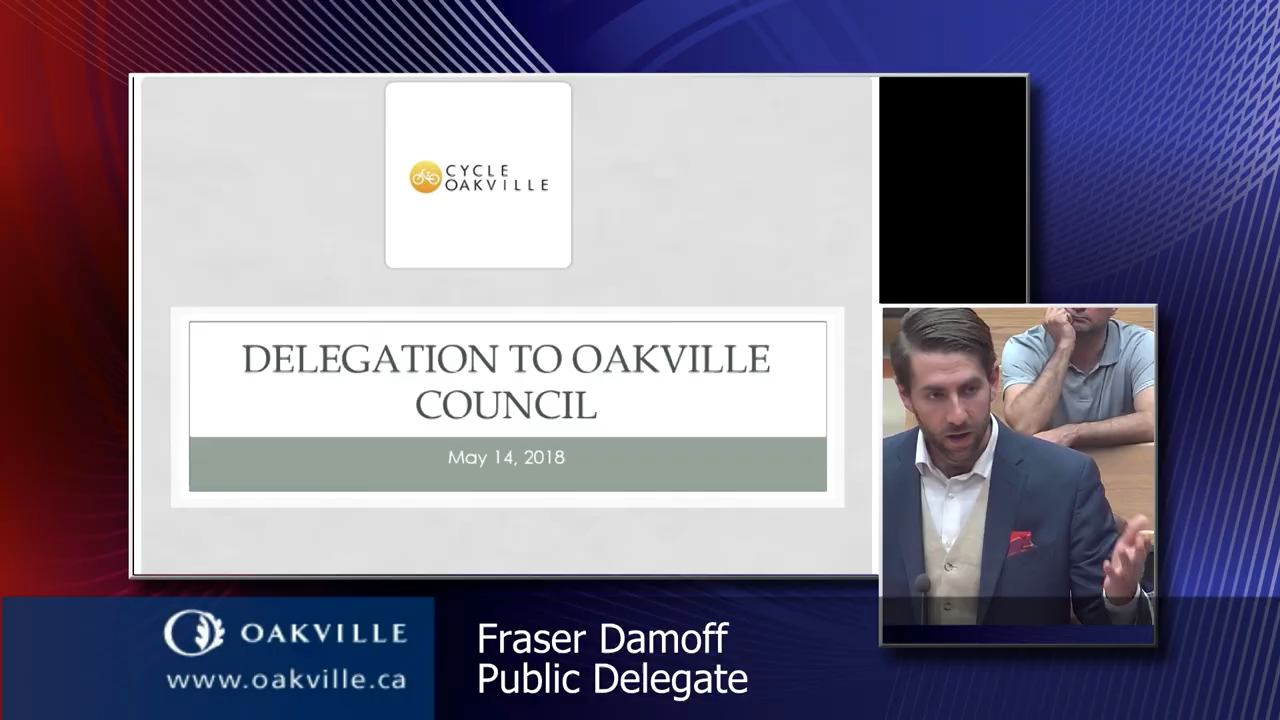 CYCLE
OAKVILLE
DELEGATION TO OAKVILLE
COUNCIL
May 14, 2018
OAKVILLE
www.oakville.ca
Fraser Damoff
Public Delegate